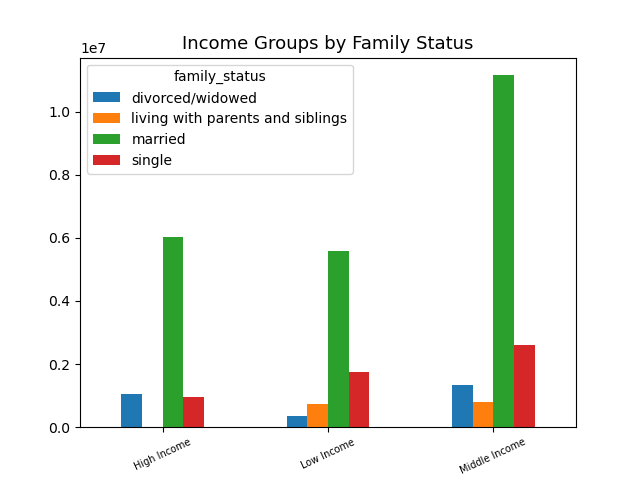 Income Groups by Family Status
1e7
family_status
divorced/widowed
living with parents and siblings
married
single
1.0
0.8
0.6
0.4
0.2
0.0
High Income
Low Income
Middle Income